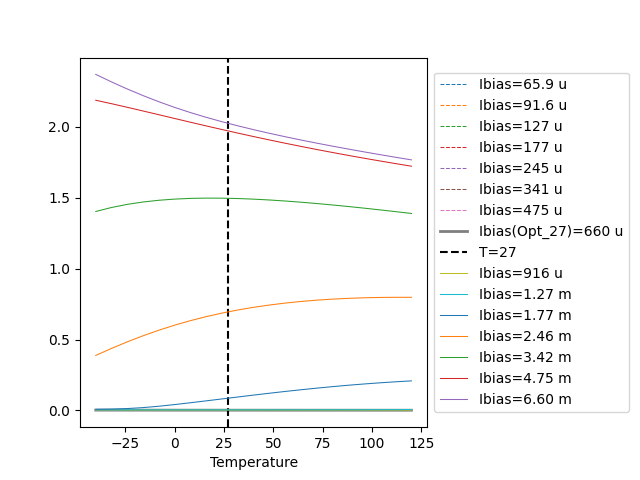 2.0
1.5
1.0
0.5
0.0
−25 0 25 50 75 100 125
Temperature
Ibias=65.9 u
Ibias=91.6 u
Ibias=127 u
Ibias=177 u
Ibias=245 u
Ibias=341 u
Ibias=475 u
Ibias(Opt_27)=660 u
T=27
Ibias=916 u
Ibias=1.27 m
Ibias=1.77 m
Ibias=2.46 m
Ibias=3.42 m
Ibias=4.75 m
Ibias=6.60 m